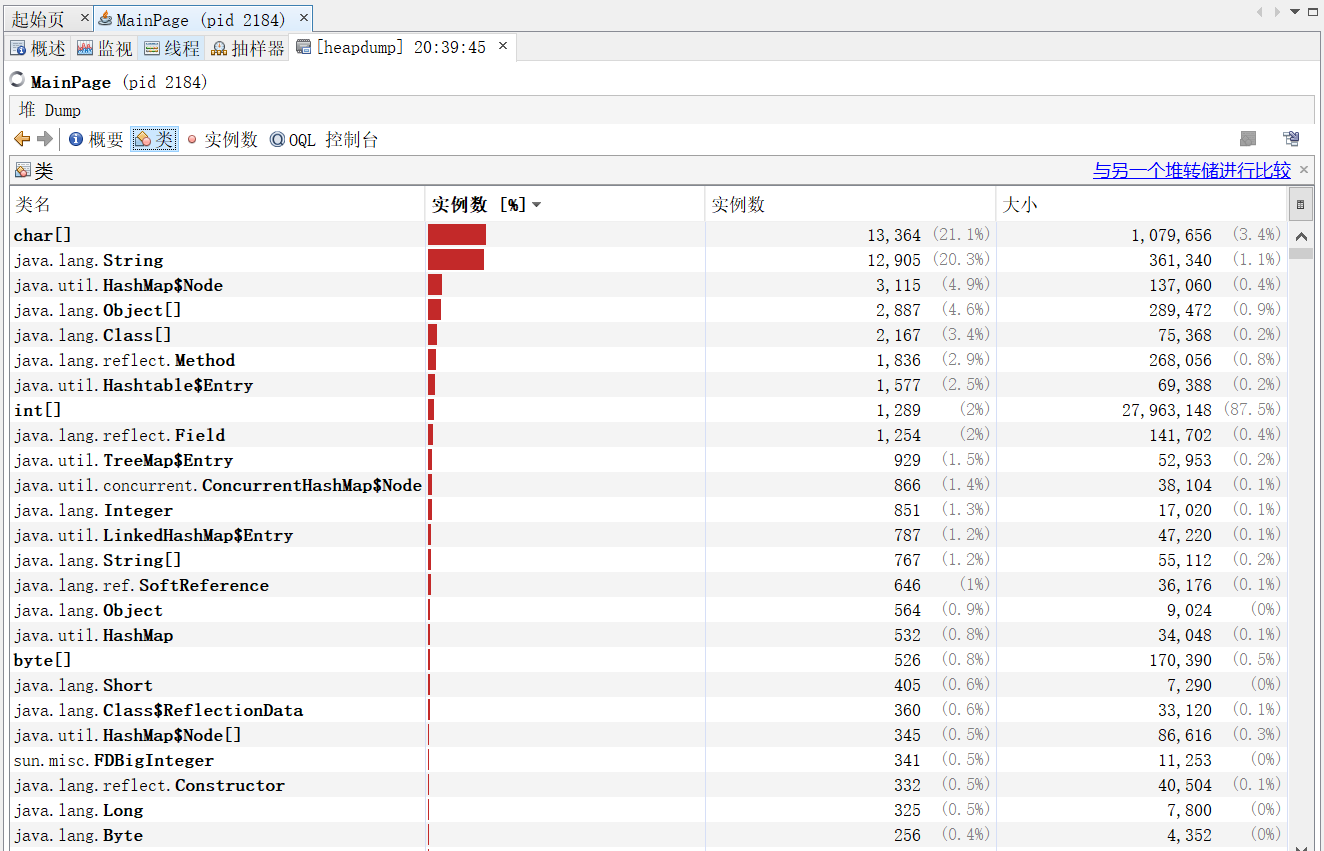 起始页 MainPage (pid 2184)
概述 监视 线程 抽样器 [heapdump] 20:39:45
MainPage (pid 2184)
堆 Dump
概要 类 实例数 OQL 控制台
类 与另一个堆转储进行比较
类名 实例数 [%] 实例数 大小
char[] 13,364 (21.1%) 1,079,656 (3.4%)
java.lang.String 12,905 (20.3%) 361,340 (1.1%)
java.util.HashMap$Node 3,115 (4.9%) 137,060 (0.4%)
java.lang.Object[] 2,887 (4.6%) 289,472 (0.9%)
java.lang.Class[] 2,167 (3.4%) 75,368 (0.2%)
java.lang.reflect.Method 1,836 (2.9%) 268,056 (0.8%)
java.util.Hashtable$Entry 1,577 (2.5%) 69,388 (0.2%)
int[] 1,289 (2%) 27,963,148 (87.5%)
java.lang.reflect.Field 1,254 (2%) 141,702 (0.4%)
java.util.TreeMap$Entry 929 (1.5%) 52,953 (0.2%)
java.util.concurrent.ConcurrentHashMap$Node 866 (1.4%) 38,104 (0.1%)
java.lang.Integer 851 (1.3%) 17,020 (0.1%)
java.util.LinkedHashMap$Entry 787 (1.2%) 47,220 (0.1%)
java.lang.String[] 767 (1.2%) 55,112 (0.2%)
java.lang.ref.SoftReference 646 (1%) 36,176 (0.1%)
java.lang.Object 564 (0.9%) 9,024 (0%)
java.util.HashMap 532 (0.8%) 34,048 (0.1%)
byte[] 526 (0.8%) 170,390 (0.5%)
java.lang.Short 405 (0.6%) 7,290 (0%)
java.lang.Class$ReflectionData 360 (0.6%) 33,120 (0.1%)
java.util.HashMap$Node[] 345 (0.5%) 86,616 (0.3%)
sun.misc.FDBigInteger 341 (0.5%) 11,253 (0%)
java.lang.reflect.Constructor 332 (0.5%) 40,504 (0.1%)
java.lang.Long 325 (0.5%) 7,800 (0%)
java.lang.Byte 256 (0.4%) 4,352 (0%)